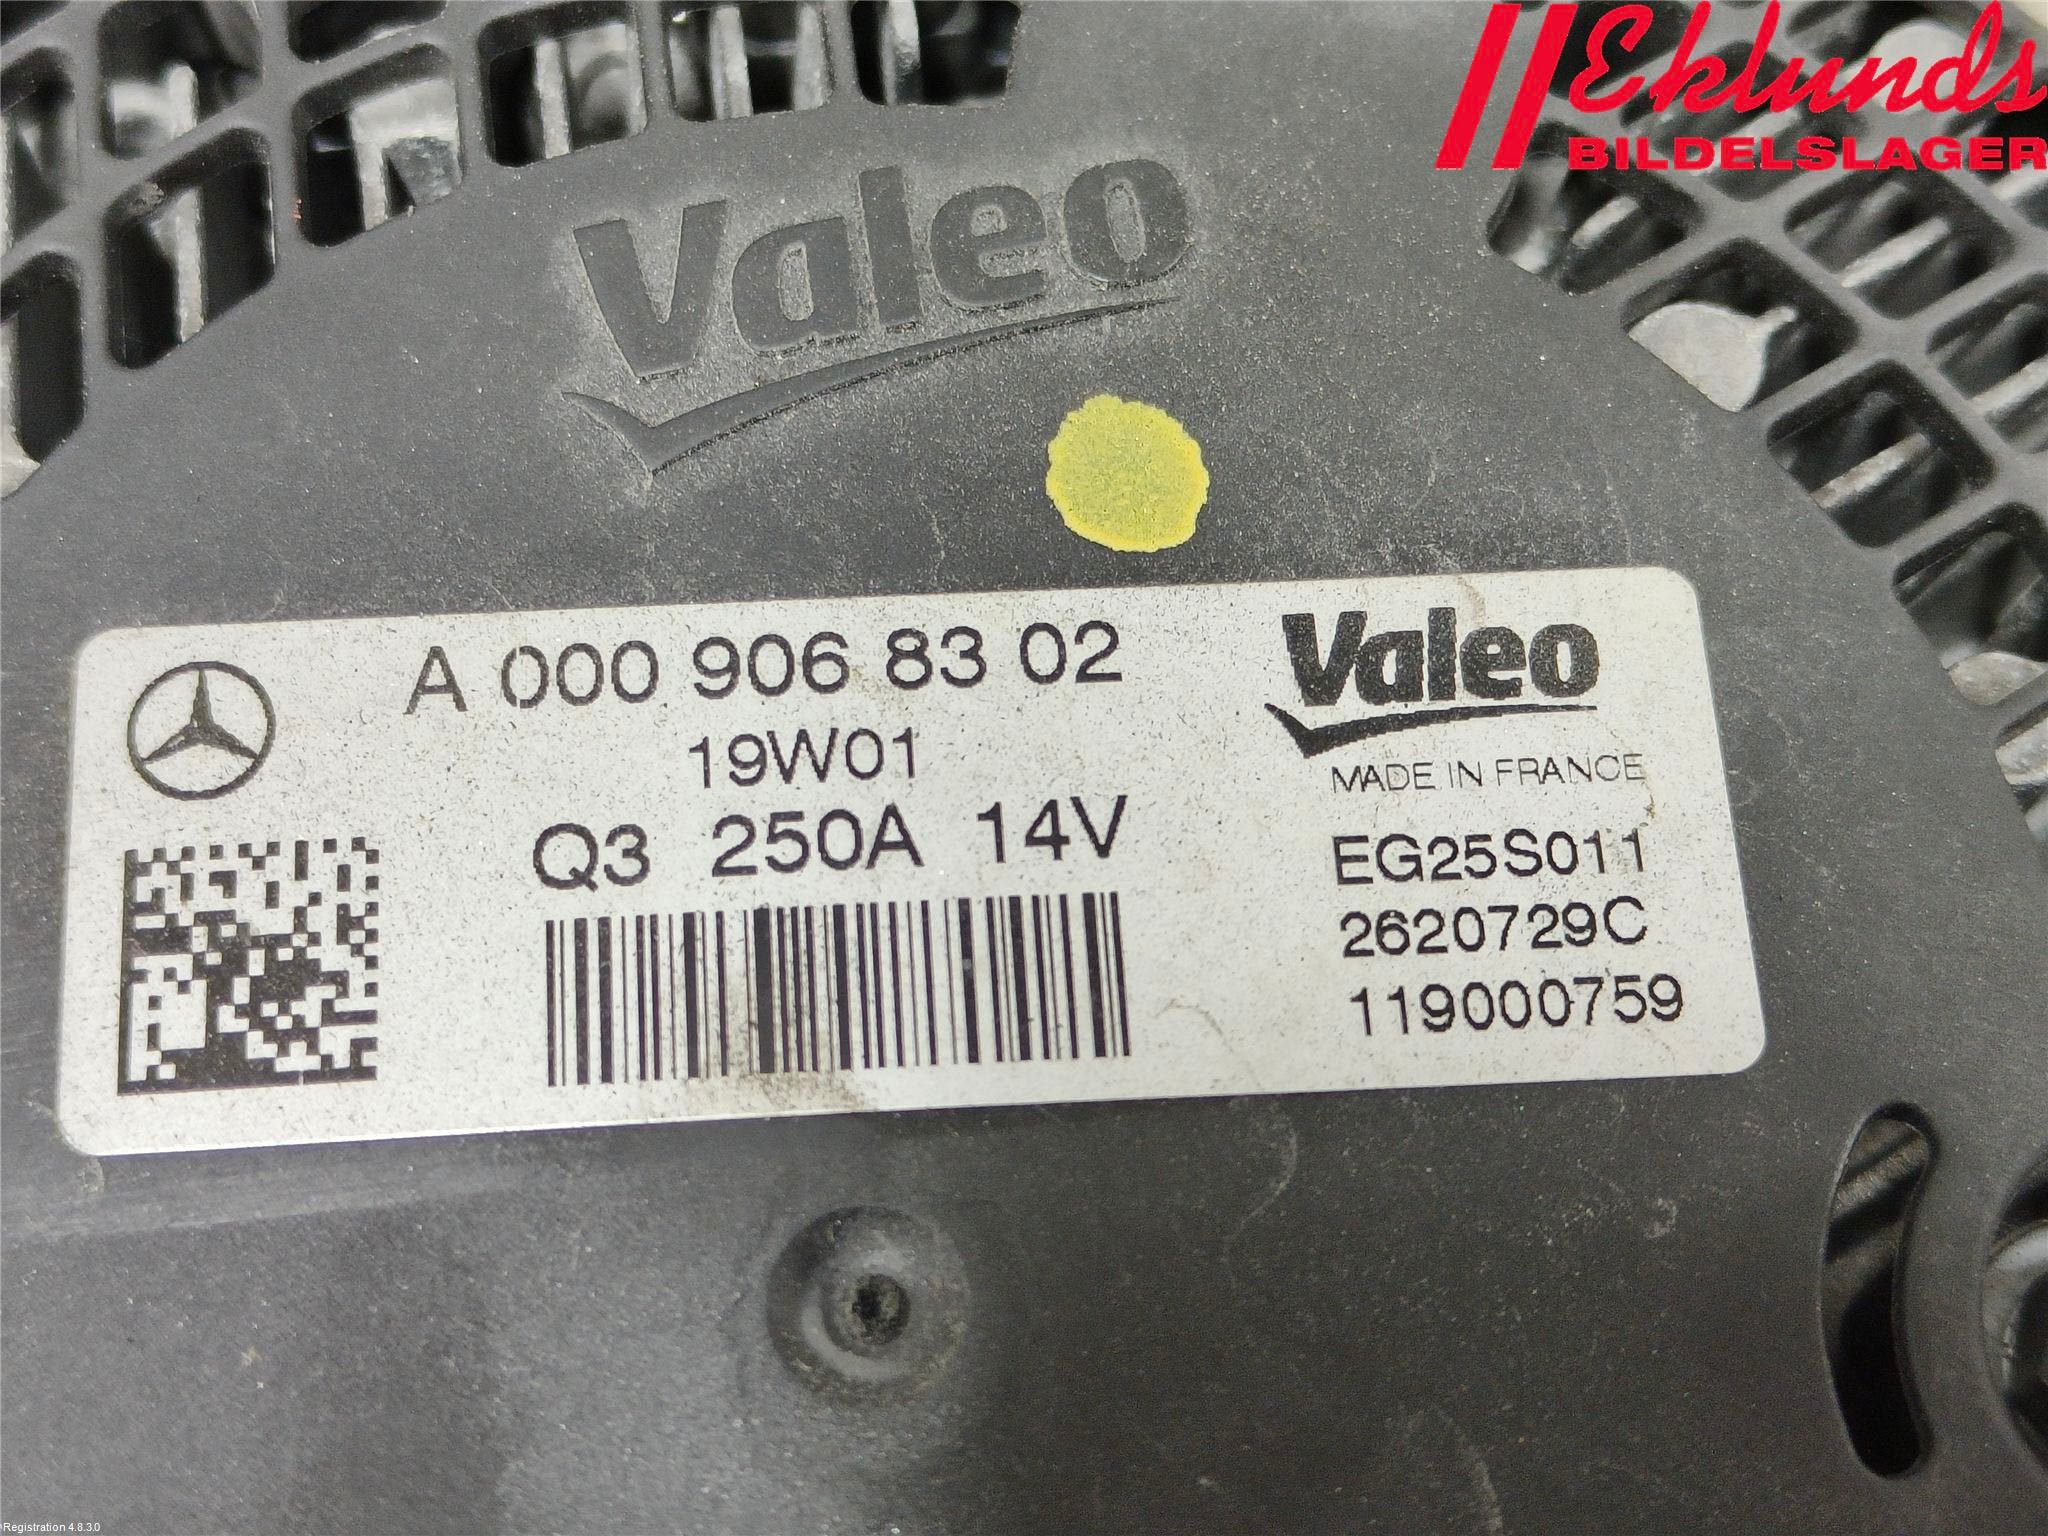 Eklunds
BILDELSLAGER
Valeo
A 000 906 83 02
19W01
Q3 250A 14V
Valeo
MADE IN FRANCE
EG25S011
2620729C
119000759
Registration 4.8.3.0